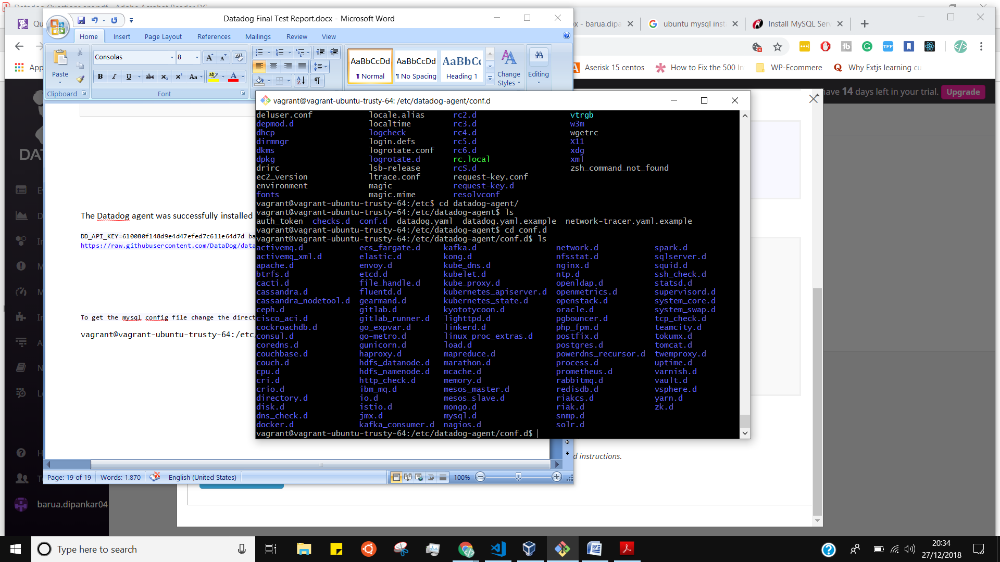 Datadog Final Test Report.docx - Microsoft Word
Home Insert Page Layout References Mailings Review View
Paste
Clipboard
Consolas 8
Font
AaBbCcDd AaBbCcDd AaBbCc
¶ Normal ¶ No Spacing Heading 1
Change Styles
Editing
x - barua.dipa
ubuntu mysql inst
Install MySQL Serv
App
Aserisk 15 centos
How to Fix the 500 In
WP-Ecommere
Why Extjs learning cu
have 14 days left in your trial. Upgrade
The Datadog agent was successfully installed
DD_API_KEY=610080f148d9e4d47efed7c611e64d7d ba
https://raw.githubusercontent.com/DataDog/data
To get the mysql config file change the direct
vagrant@vagrant-ubuntu-trusty-64:/etc/
vagrant@vagrant-ubuntu-trusty-64: /etc/datadog-agent/conf.d
deluser.conf locale.alias rc2.d vtrgb
depmod.d localtime rc3.d w3m
dhcp logcheck rc4.d wgetrc
dirmngr login.defs rc5.d X11
dkms logrotate.conf rc6.d xdg
dpkg logrotate.d rc.local xml
drirc lsb-release rcS.d zsh_command_not_found
ec2_version ltrace.conf request-key.conf
environment magic request-key.d
fonts magic.mime resolvconf
vagrant@vagrant-ubuntu-trusty-64:/etc$ cd datadog-agent/
vagrant@vagrant-ubuntu-trusty-64:/etc/datadog-agent$ ls
auth_token checks.d conf.d datadog.yaml datadog.yaml.example network-tracer.yaml.example
vagrant@vagrant-ubuntu-trusty-64:/etc/datadog-agent$ cd conf.d
vagrant@vagrant-ubuntu-trusty-64:/etc/datadog-agent/conf.d$ ls
activemq.d ecs_fargate.d kafka.d network.d spark.d
activemq_xml.d elastic.d kong.d nfsstat.d sqlserver.d
apache.d envoy.d kube_dns.d nginx.d squid.d
btrfs.d etcd.d kubelet.d ntp.d ssh_check.d
cacti.d file_handle.d kube_proxy.d openldap.d statsd.d
cassandra.d fluentd.d kubernetes_apiserver.d openmetrics.d supervisord.d
cassandra_nodetool.d gearmand.d kubernetes_state.d openstack.d system_core.d
ceph.d gitlab.d kyototycoon.d oracle.d system_swap.d
cisco_aci.d gitlab_runner.d lighttpd.d pgbouncer.d tcp_check.d
cockroachdb.d go_expvar.d linkerd.d php_fpm.d teamcity.d
consul.d go-metro.d linux_proc_extras.d postfix.d tokumx.d
coredns.d gunicorn.d load.d postgres.d tomcat.d
couchbase.d haproxy.d mapreduce.d powerdns_recursor.d twemproxy.d
couch.d hdfs_datanode.d marathon.d process.d uptime.d
cpu.d hdfs_namenode.d mcache.d prometheus.d varnish.d
cri.d http_check.d memory.d rabbitmq.d vault.d
crio.d ibm_mq.d mesos_master.d redisdb.d vsphere.d
directory.d io.d mesos_slave.d riakcs.d yarn.d
disk.d istio.d mongo.d riak.d zk.d
dns_check.d jmx.d mysql.d snmp.d
docker.d kafka_consumer.d nagios.d solr.d
vagrant@vagrant-ubuntu-trusty-64:/etc/datadog-agent/conf.d$
d instructions.
Page: 19 of 19 Words: 1.870 English (United States) 100%
barua.dipankar04
Type here to search
20:34
27/12/2018